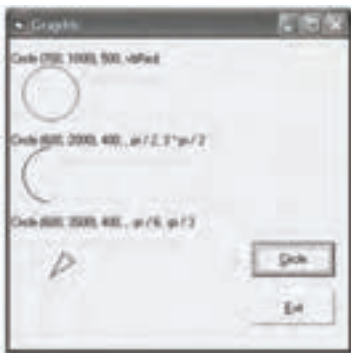 Graphic
Circle (750, 1000), 500, vbRed
Circle (600, 2000), 400, , pi / 2, 3 * pi / 2
Circle (600, 3500), 400, , -pi / 6, -pi / 3
Circle
Exit